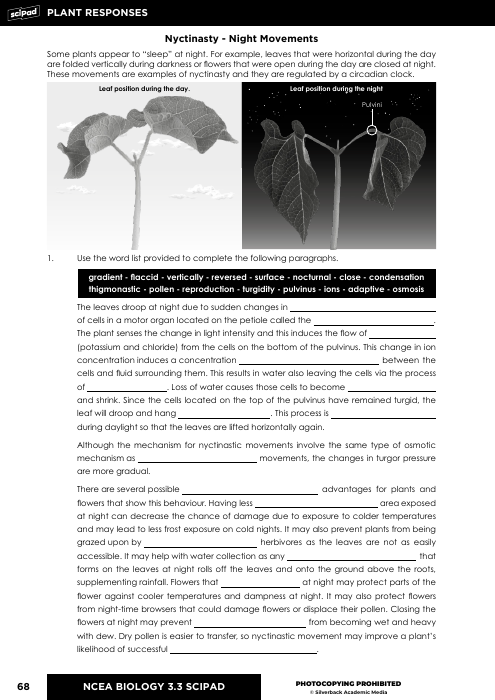 scipad PLANT RESPONSES
Nyctinasty - Night Movements
Some plants appear to “sleep” at night. For example, leaves that were horizontal during the day
are folded vertically during darkness or flowers that were open during the day are closed at night.
These movements are examples of nyctinasty and they are regulated by a circadian clock.
Leaf position during the day.
Leaf position during the night
Pulvini
1. Use the word list provided to complete the following paragraphs.
gradient - flaccid - vertically - reversed - surface - nocturnal - close - condensation
thigmonastic - pollen - reproduction - turgidity - pulvinus - ions - adaptive - osmosis
The leaves droop at night due to sudden changes in
of cells in a motor organ located on the petiole called the .
The plant senses the change in light intensity and this induces the flow of
(potassium and chloride) from the cells on the bottom of the pulvinus. This change in ion
concentration induces a concentration between the
cells and fluid surrounding them. This results in water also leaving the cells via the process
of . Loss of water causes those cells to become
and shrink. Since the cells located on the top of the pulvinus have remained turgid, the
leaf will droop and hang . This process is
during daylight so that the leaves are lifted horizontally again.
Although the mechanism for nyctinastic movements involve the same type of osmotic
mechanism as movements, the changes in turgor pressure
are more gradual.
There are several possible advantages for plants and
flowers that show this behaviour. Having less area exposed
at night can decrease the chance of damage due to exposure to colder temperatures
and may lead to less frost exposure on cold nights. It may also prevent plants from being
grazed upon by herbivores as the leaves are not as easily
accessible. It may help with water collection as any that
forms on the leaves at night rolls off the leaves and onto the ground above the roots,
supplementing rainfall. Flowers that at night may protect parts of the
flower against cooler temperatures and dampness at night. It may also protect flowers
from night-time browsers that could damage flowers or displace their pollen. Closing the
flowers at night may prevent from becoming wet and heavy
with dew. Dry pollen is easier to transfer, so nyctinastic movement may improve a plant’s
likelihood of successful .
68 NCEA BIOLOGY 3.3 SCIPAD PHOTOCOPYING PROHIBITED
© Silverback Academic Media